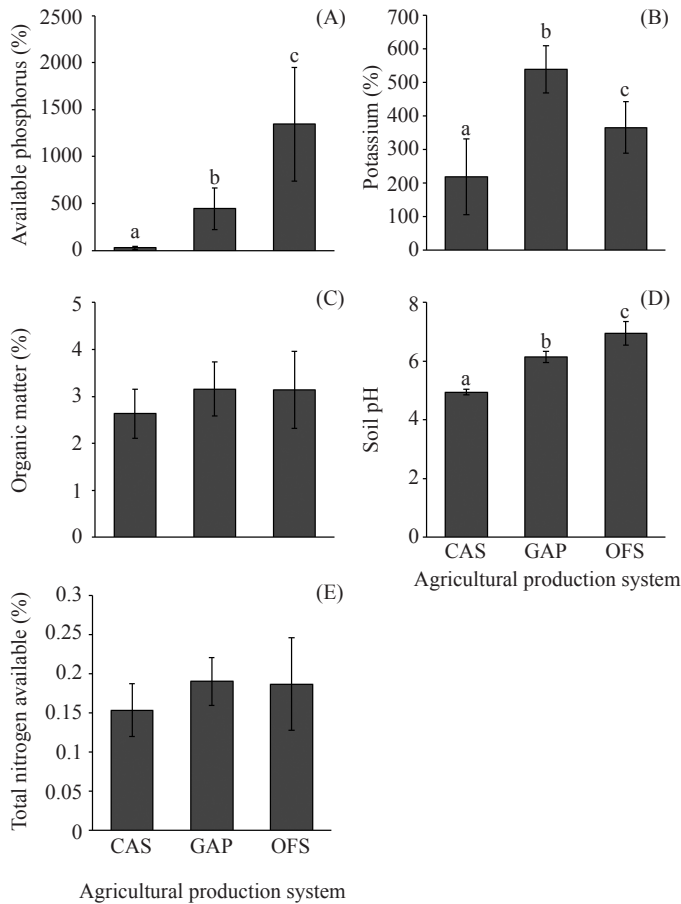 (A)
Available phosphorus (%)
2500
2000
1500
1000
500
0
a
b
c
(B)
Potassium (%)
700
600
500
400
300
200
100
0
a
b
c
(C)
Organic matter (%)
5
4
3
2
1
0
(D)
Soil pH
8
6
4
2
0
a
b
c
CAS GAP OFS
Agricultural production system
(E)
Total nitrogen available (%)
0.3
0.25
0.2
0.15
0.1
0.05
0
CAS GAP OFS
Agricultural production system